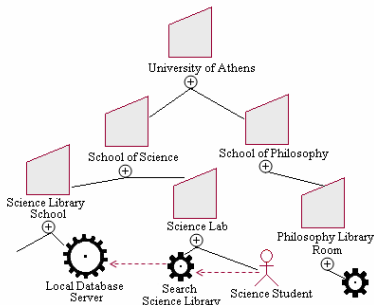 University of Athens
School of Science
School of Philosophy
Science Library
School
Science Lab
Philosophy Library
Room
Local Database
Server
Search
Science Library
Science Student